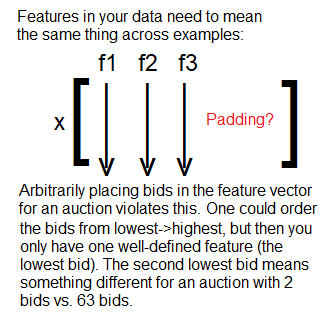 Features in your data need to mean
the same thing across examples:
f1 f2 f3
x
Padding?
Arbitrarily placing bids in the feature vector
for an auction violates this. One could order
the bids from lowest->highest, but then you
only have one well-defined feature (the
lowest bid). The second lowest bid means
something different for an auction with 2
bids vs. 63 bids.